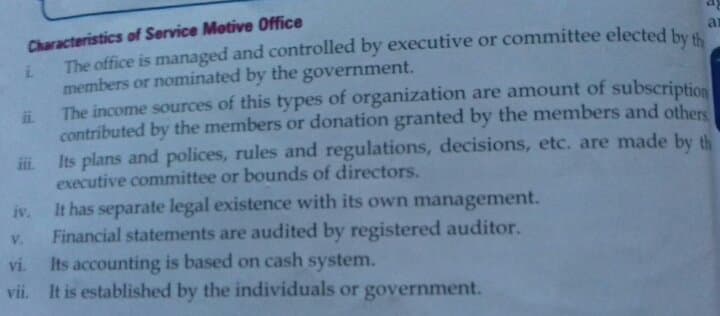 Characteristics of Service Motive Office
i. The office is managed and controlled by executive or committee elected by th
members or nominated by the government.
ii. The income sources of this types of organization are amount of subscription
contributed by the members or donation granted by the members and others
iii. Its plans and polices, rules and regulations, decisions, etc. are made by th
executive committee or bounds of directors.
iv. It has separate legal existence with its own management.
v. Financial statements are audited by registered auditor.
vi. Its accounting is based on cash system.
vii. It is established by the individuals or government.